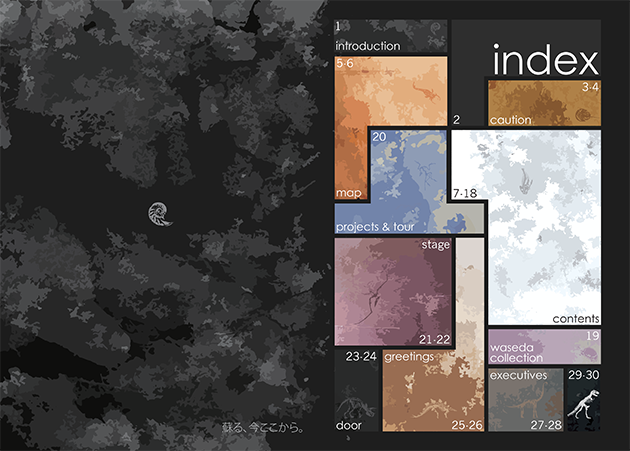 蘇る、今ここから。
1
introduction
index
5-6
3-4
caution
2
20
map
7-18
projects & tour
stage
contents
21-22
19
waseda
collection
23-24
greetings
executives
29-30
door
25-26
27-28